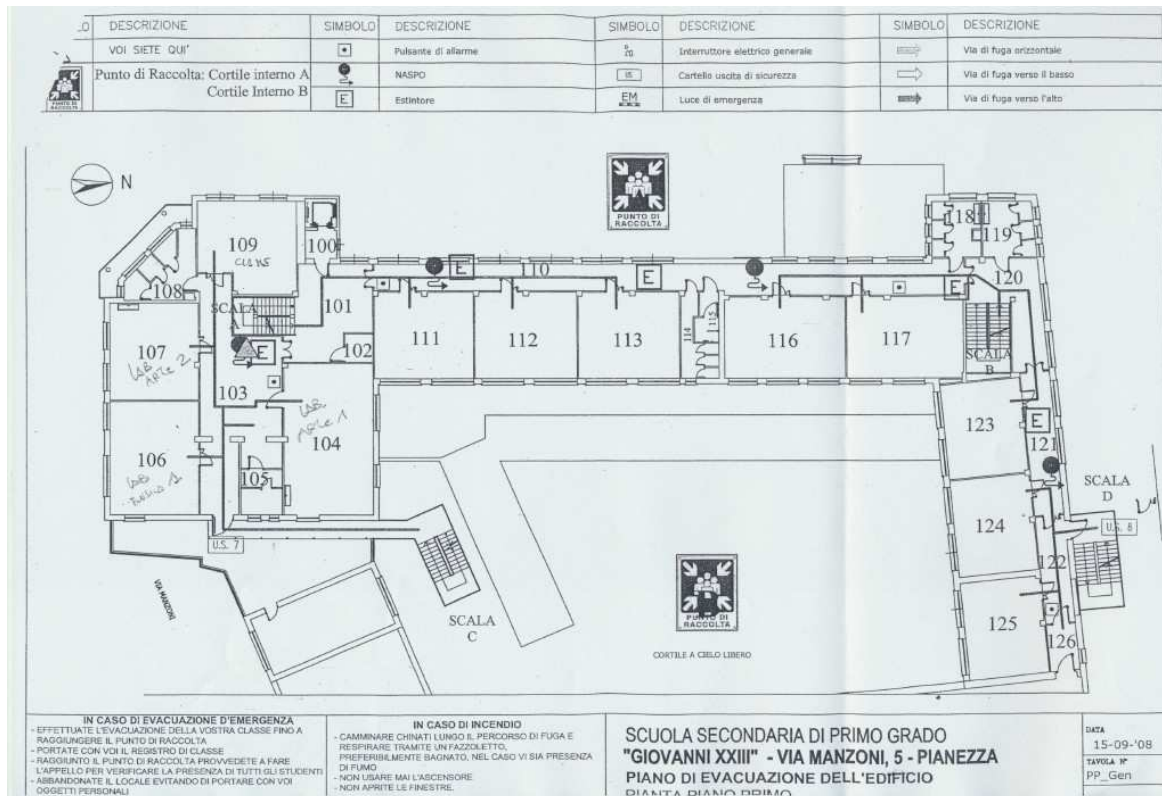 LO DESCRIZIONE SIMBOLO DESCRIZIONE SIMBOLO DESCRIZIONE SIMBOLO DESCRIZIONE
VOI SIETE QUI' Pulsante di allarme Interruttore elettrico generale Via di fuga orizzontale
Punto di Raccolta: Cortile interno A NASPO Cartello uscita di sicurezza Via di fuga verso il basso
Cortile Interno B
E Estintore EM Luce di emergenza Via di fuga verso l'alto
PUNTO DI
RACCOLTA
N
PUNTO DI
RACCOLTA
118
119
109
100
110
E
E
120
108
101
E
SCALA
A
111
112
113
114
115
116
117
107
LAB
ARTE 2
102
E
SCALA
B
103
LAB
ARTE 1
104
123
E
121
106
LAB
105
SCALA
D
124
U.S. 8
U.S. 7
122
VIA MANZONI
SCALA
C
PUNTO DI
RACCOLTA
125
126
CORTILE A CIELO LIBERO
IN CASO DI EVACUAZIONE D'EMERGENZA
- EFFETTUATE L'EVACUAZIONE DELLA VOSTRA CLASSE FINO A
RAGGIUNGERE IL PUNTO DI RACCOLTA
- PORTATE CON VOI IL REGISTRO DI CLASSE
- RAGGIUNTO IL PUNTO DI RACCOLTA PROVVEDETE A FARE
L'APPELLO PER VERIFICARE LA PRESENZA DI TUTTI GLI STUDENTI
- ABBANDONATE IL LOCALE EVITANDO DI PORTARE CON VOI
OGGETTI PERSONALI
IN CASO DI INCENDIO
- CAMMINARE CHINATI LUNGO IL PERCORSO DI FUGA E
RESPIRARE TRAMITE UN FAZZOLETTO,
PREFERIBILMENTE BAGNATO, NEL CASO VI SIA PRESENZA
DI FUMO
- NON USARE MAI L'ASCENSORE
- NON APRITE LE FINESTRE.
SCUOLA SECONDARIA DI PRIMO GRADO
"GIOVANNI XXIII" - VIA MANZONI, 5 - PIANEZZA
PIANO DI EVACUAZIONE DELL'EDIFICIO
PIANTA PIANO PRIMO
DATA
15-09-'08
TAVOLA N°
PP_Gen